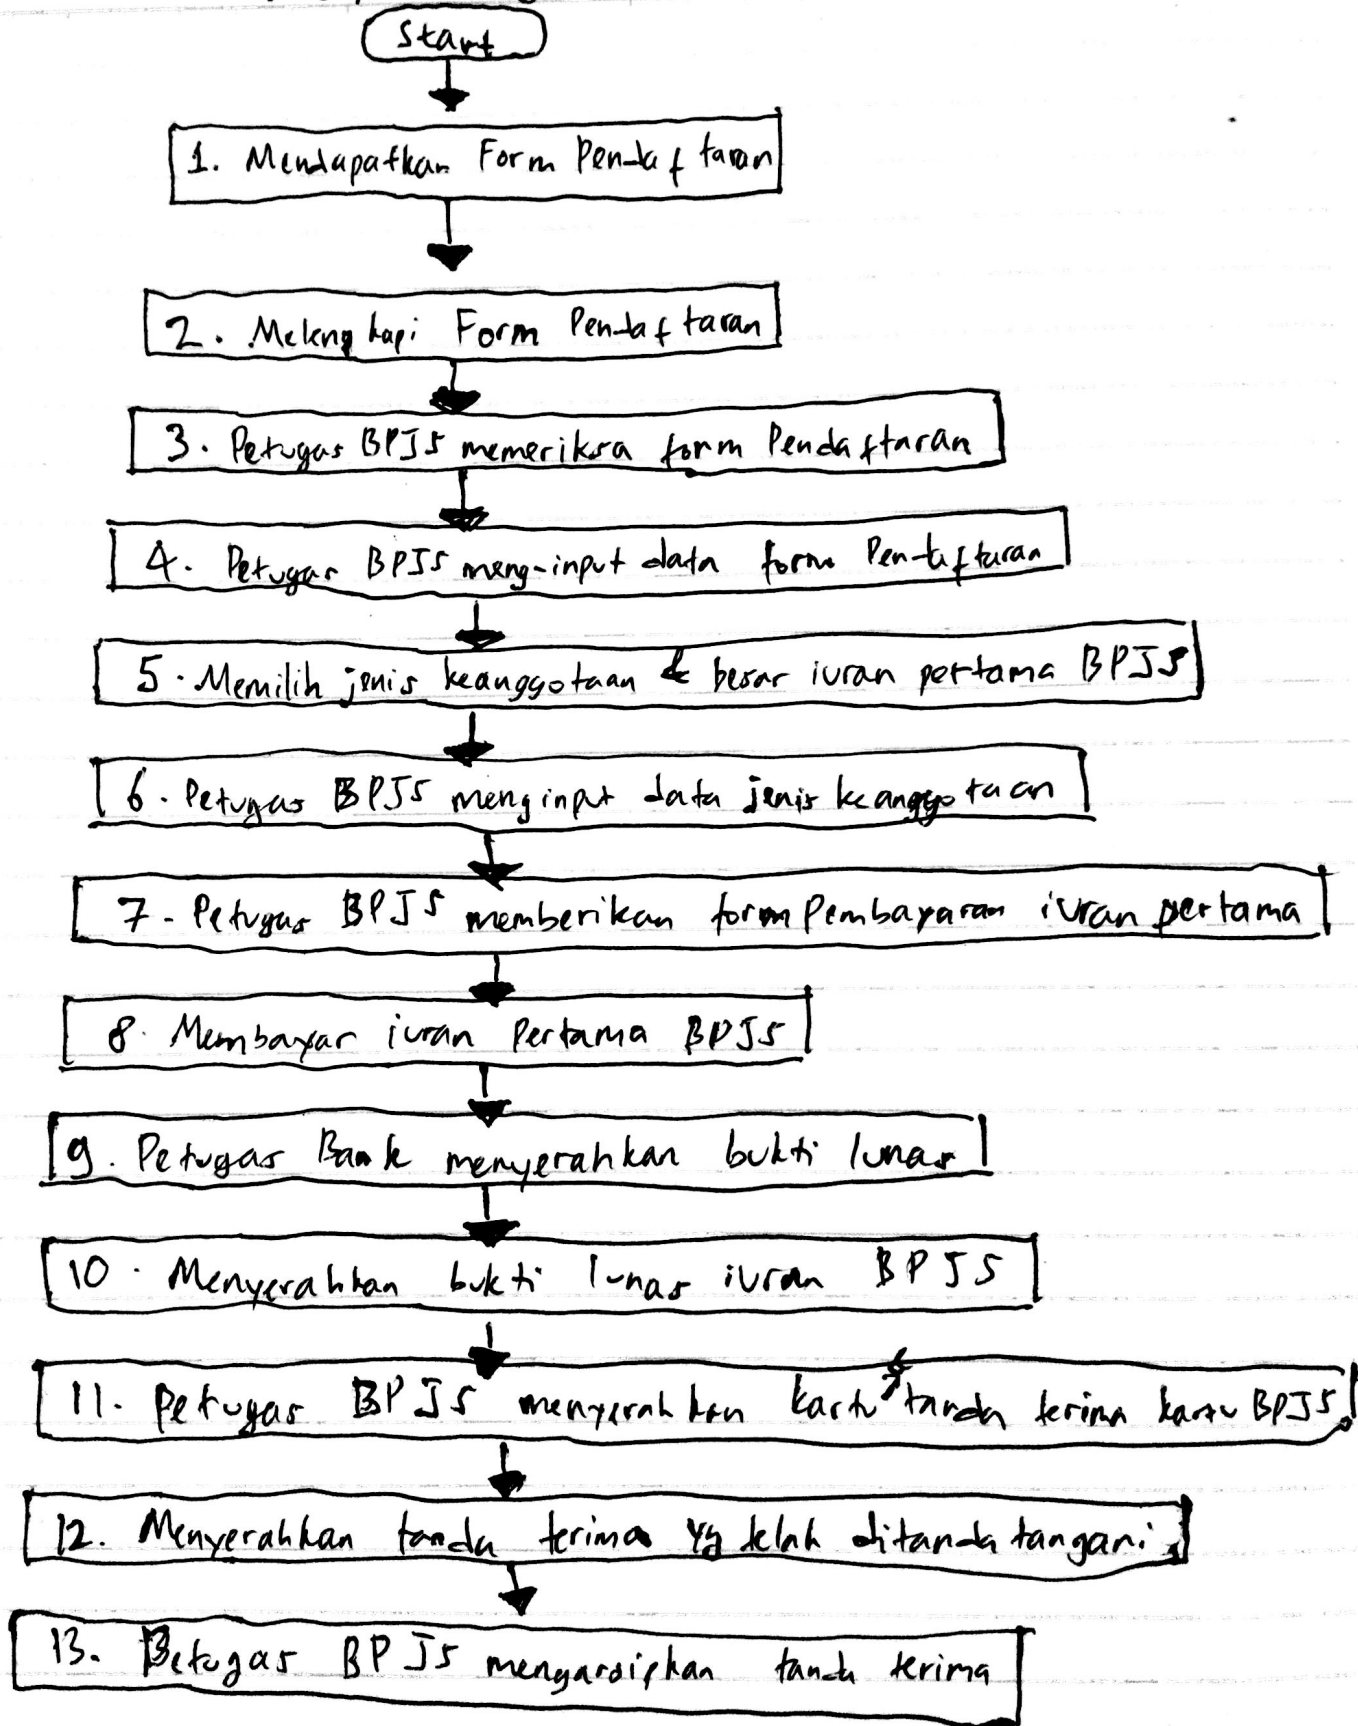 Start
1. Mendapatkan Form Pendaftaran
2. Melengkapi Form Pendaftaran
3. Petugas BPJS memeriksa form Pendaftaran
4. Petugas BPJS meng-input data form Pendaftaran
5. Memilih jenis keanggotaan & besar iuran pertama BPJS
6. Petugas BPJS menginput data jenis keanggotaan
7. Petugas BPJS memberikan form Pembayaran iuran pertama
8. Membayar iuran Pertama BPJS
9. Petugas Bank menyerahkan bukti lunas
10. Menyerahkan bukti lunas iuran BPJS
11. Petugas BPJS menyerahkan kartu & tanda terima kartu BPJS.
12. Menyerahkan tanda terima yg telah ditanda tangani.
13. Petugas BPJS mengarsipkan tanda terima